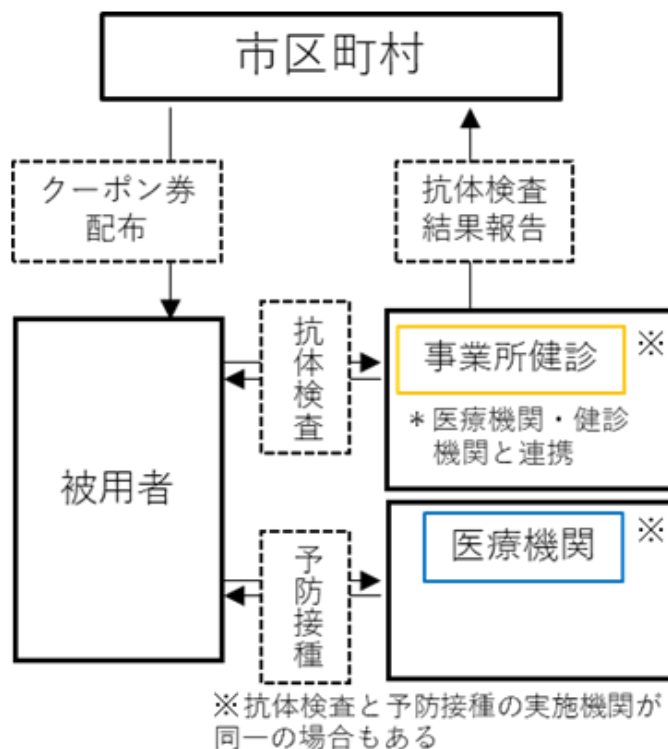 市区町村
クーポン券
配布
抗体検査
結果報告
被用者
抗体検査
事業所健診
※
＊医療機関・健診
機関と連携
予防接種
医療機関
※
※抗体検査と予防接種の実施機関が
同一の場合もある